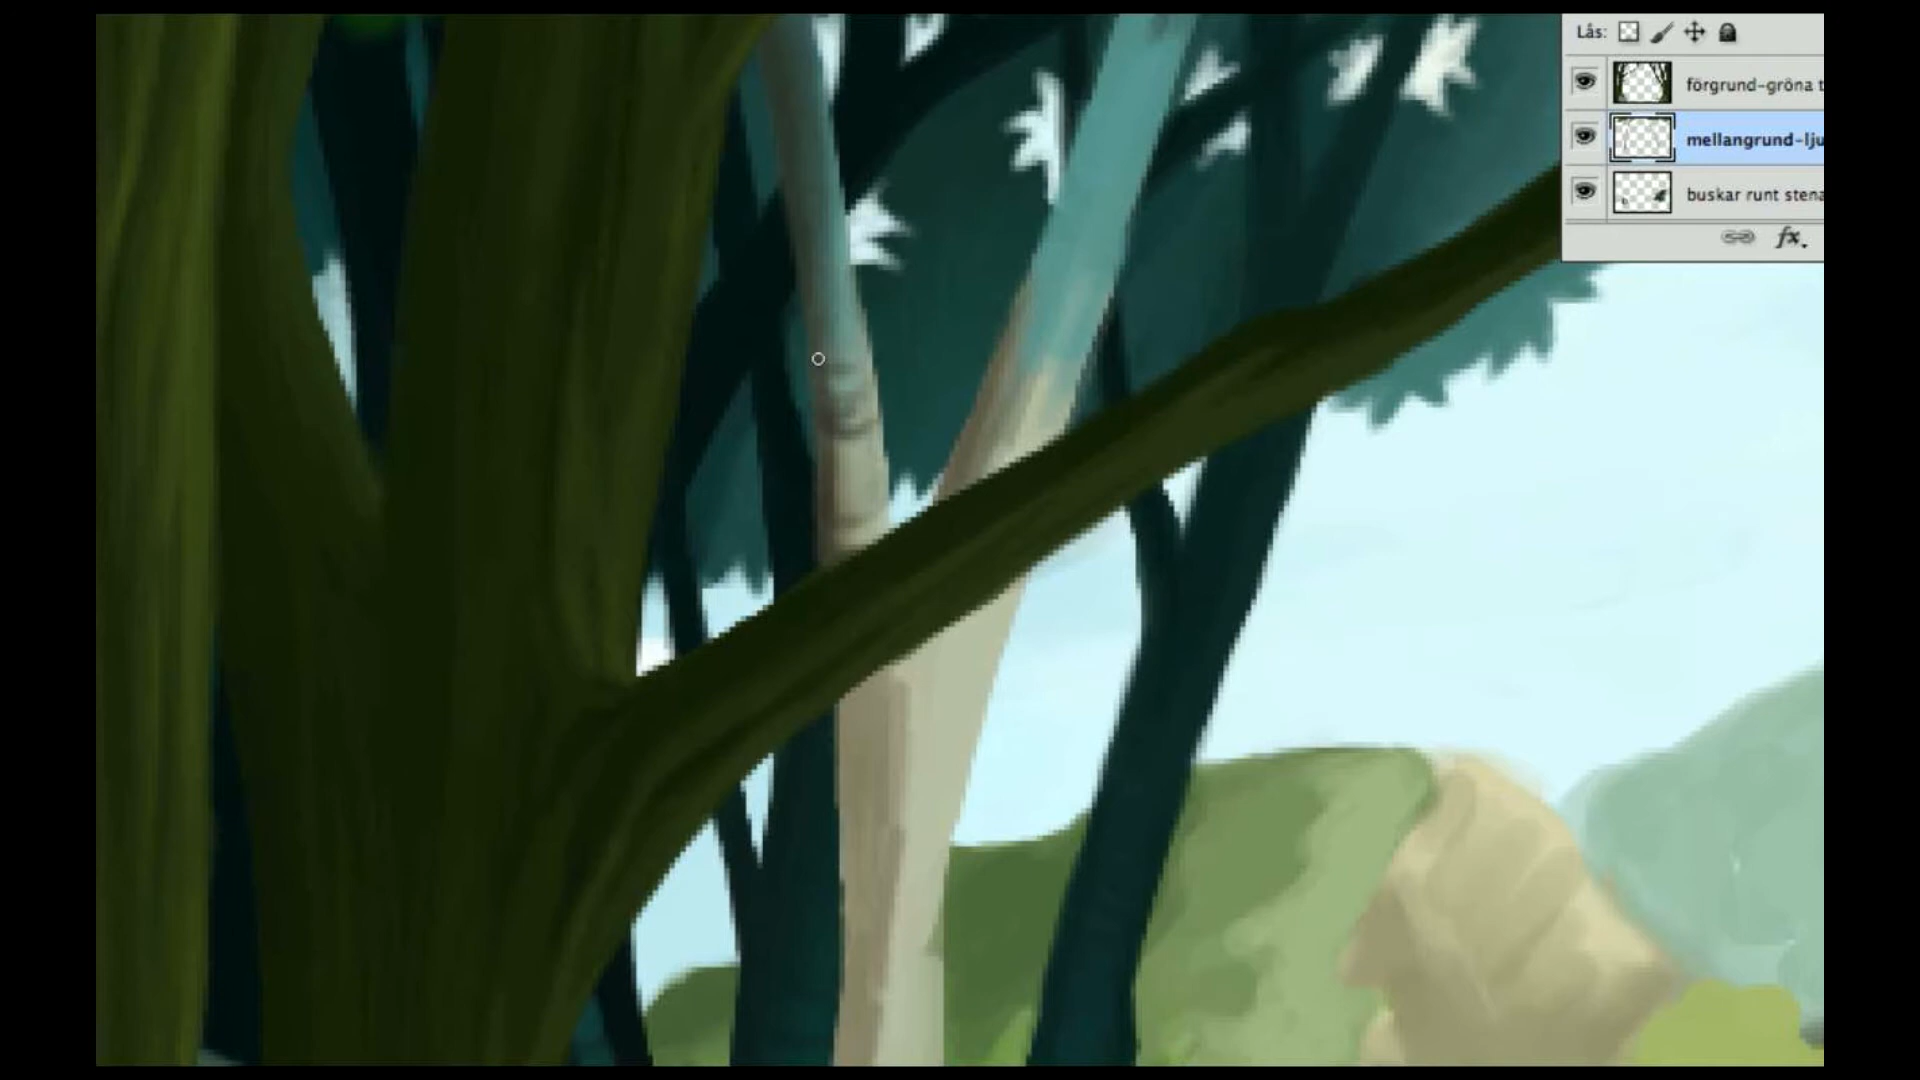 Lås:
förgrund-gröna t
mellangrund-lju
buskar runt stena
fx.